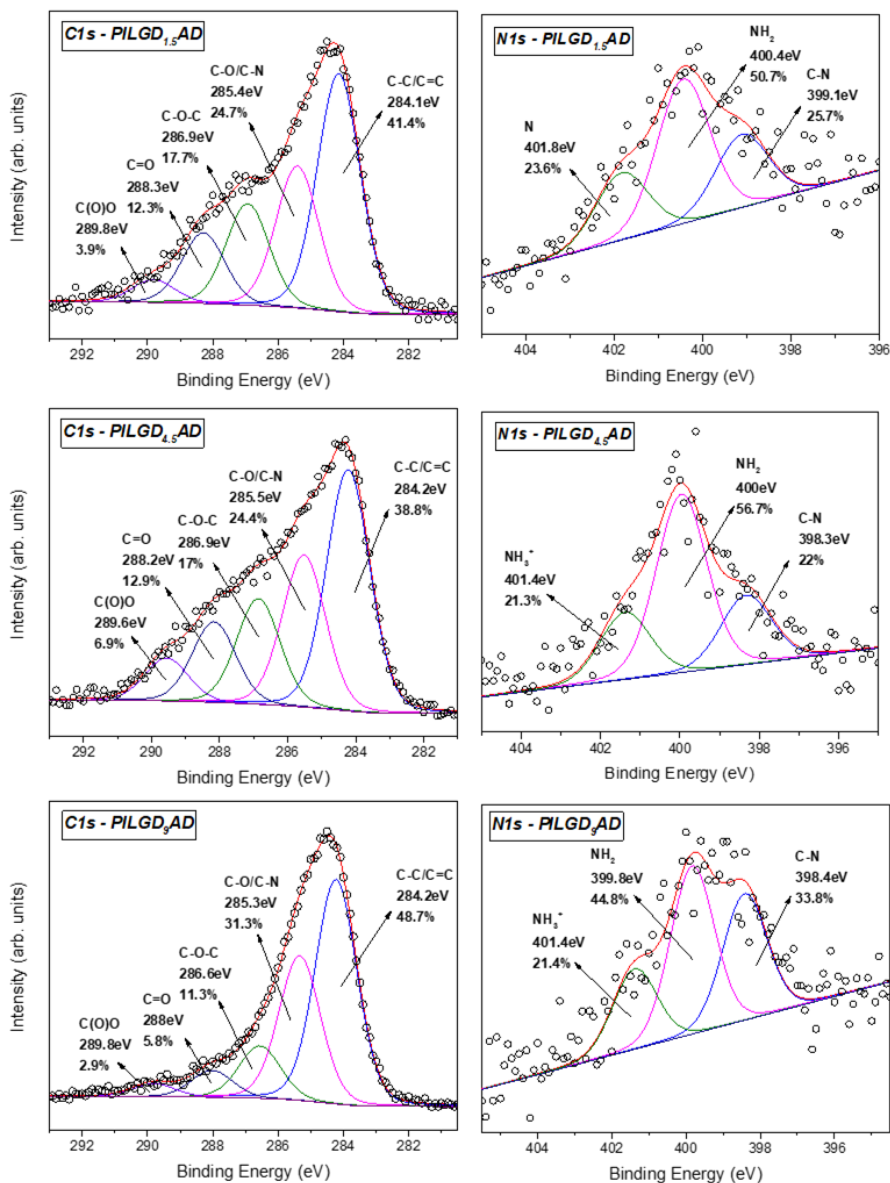 C1s - PILGD1.5AD
C-C/C=C
284.1eV
41.4%
C-O/C-N
285.4eV
24.7%
C-O-C
286.9eV
17.7%
C=O
288.3eV
12.3%
C(O)O
289.8eV
3.9%
Intensity (arb. units)
292 290 288 286 284 282
Binding Energy (eV)
N1s - PILGD1.5AD
NH2
400.4eV
50.7%
C-N
399.1eV
25.7%
N
401.8eV
23.6%
404 402 400 398 396
Binding Energy (eV)
C1s - PILGD4.5AD
C-O/C-N
285.5eV
24.4%
C-C/C=C
284.2eV
38.8%
C-O-C
286.9eV
17%
C=O
288.2eV
12.9%
C(O)O
289.6eV
6.9%
Intensity (arb. units)
292 290 288 286 284 282
Binding Energy (eV)
N1s - PILGD4.5AD
NH2
400eV
56.7%
C-N
398.3eV
22%
NH3+
401.4eV
21.3%
404 402 400 398 396
Binding Energy (eV)
C1s - PILGD9AD
C-O/C-N
285.3eV
31.3%
C-C/C=C
284.2eV
48.7%
C-O-C
286.6eV
11.3%
C=O
288eV
5.8%
C(O)O
289.8eV
2.9%
Intensity (arb. units)
292 290 288 286 284 282
Binding Energy (eV)
N1s - PILGD9AD
NH2
399.8eV
44.8%
C-N
398.4eV
33.8%
NH3+
401.4eV
21.4%
404 402 400 398 396
Binding Energy (eV)